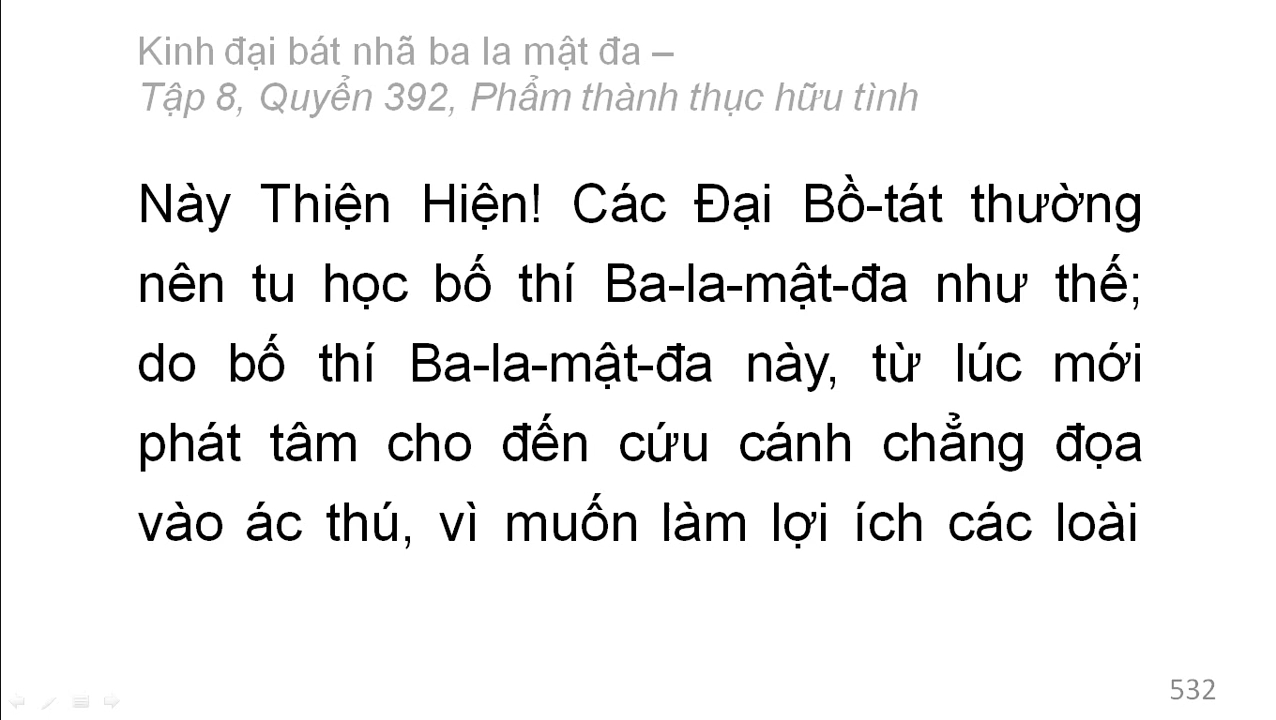 Kinh đại bát nhã ba la mật đa –
Tập 8, Quyển 392, Phẩm thành thục hữu tình
Này Thiện Hiện! Các Đại Bồ-tát thường
nên tu học bố thí Ba-la-mật-đa như thế;
do bố thí Ba-la-mật-đa này, từ lúc mới
phát tâm cho đến cứu cánh chẳng đọa
vào ác thú, vì muốn làm lợi ích các loài
532